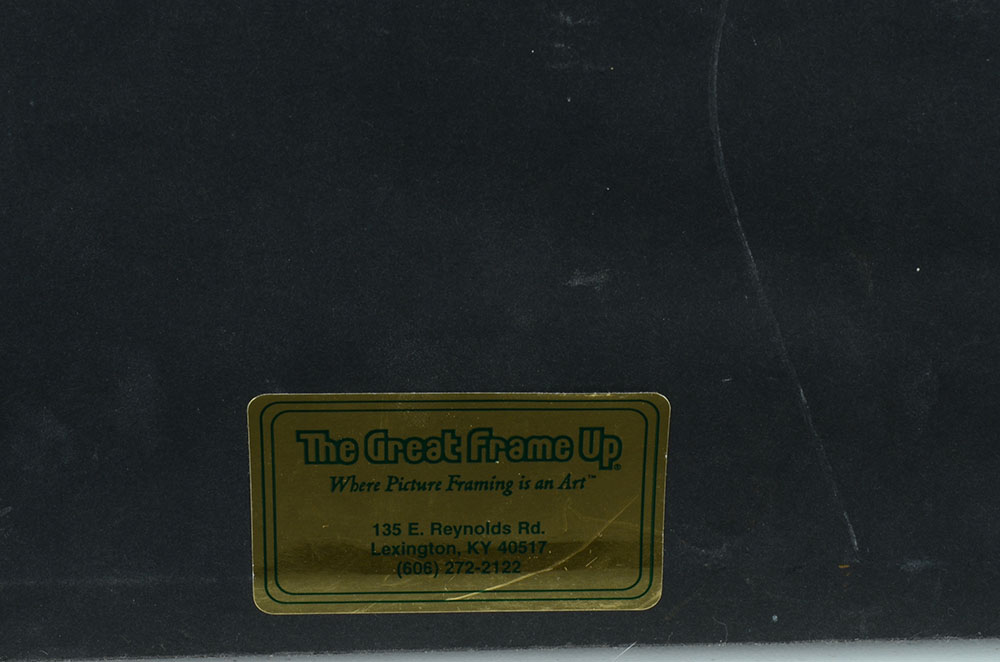 The Great Frame Up®
Where Picture Framing is an Art™
135 E. Reynolds Rd.
Lexington, KY 40517
(606) 272-2122